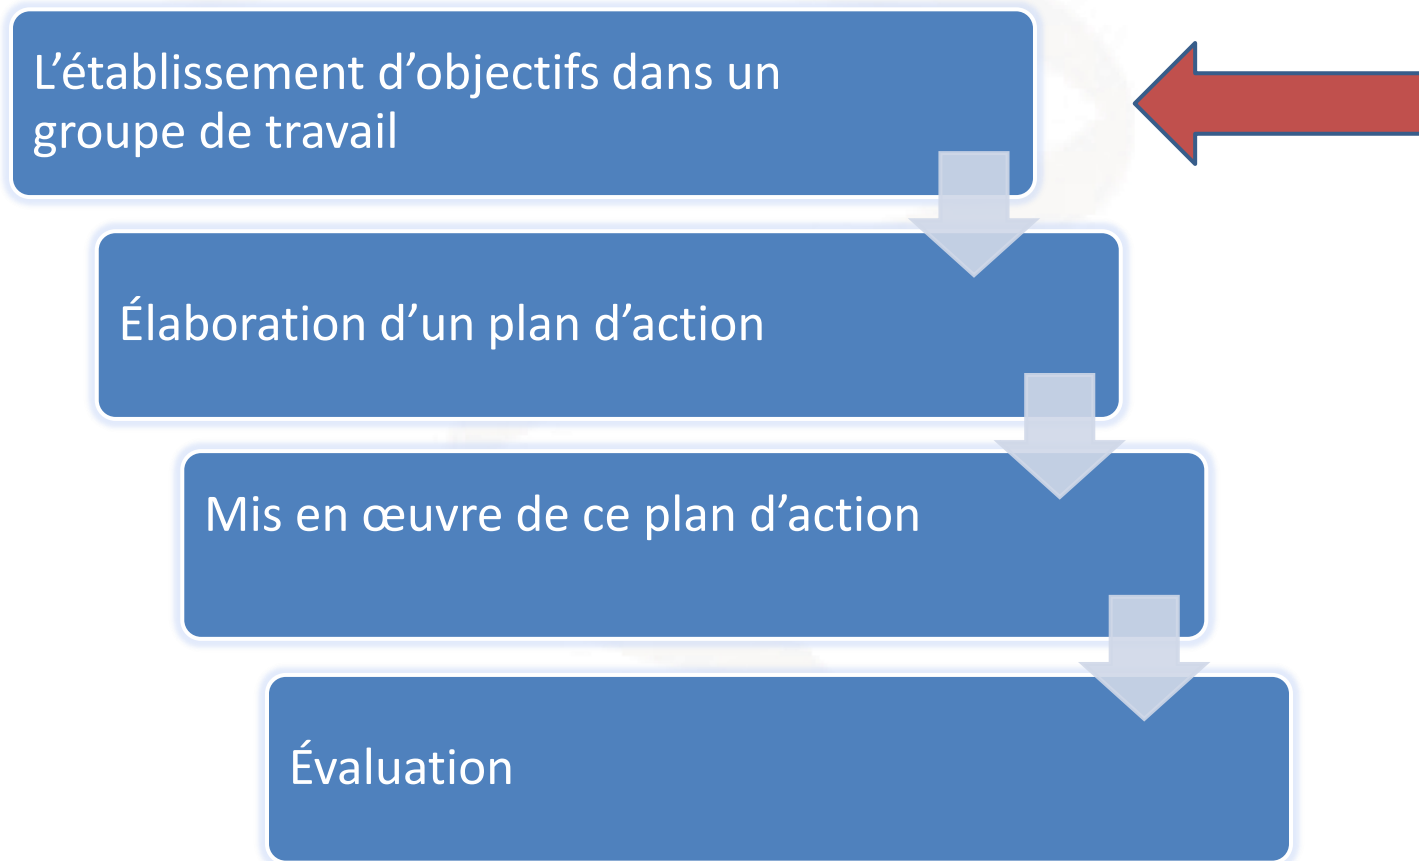 L’établissement d’objectifs dans un
groupe de travail
Élaboration d’un plan d’action
Mis en œuvre de ce plan d’action
Évaluation